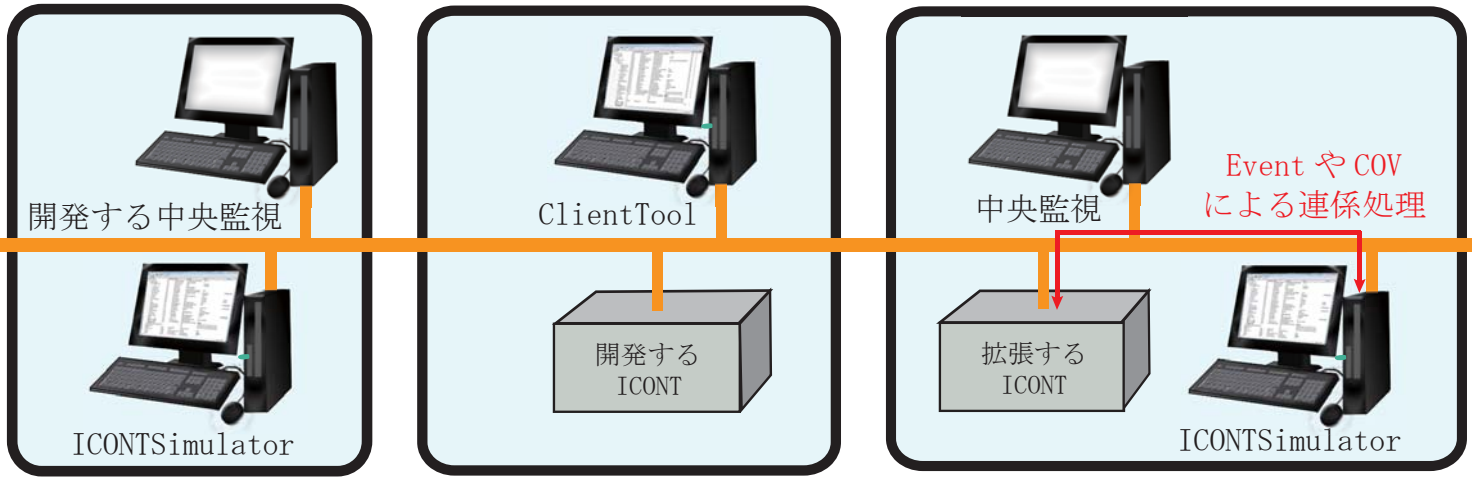 開発する中央監視
ICONTSimulator
ClientTool
開発する
ICONT
中央監視
Event や COV
による連係処理
拡張する
ICONT
ICONTSimulator